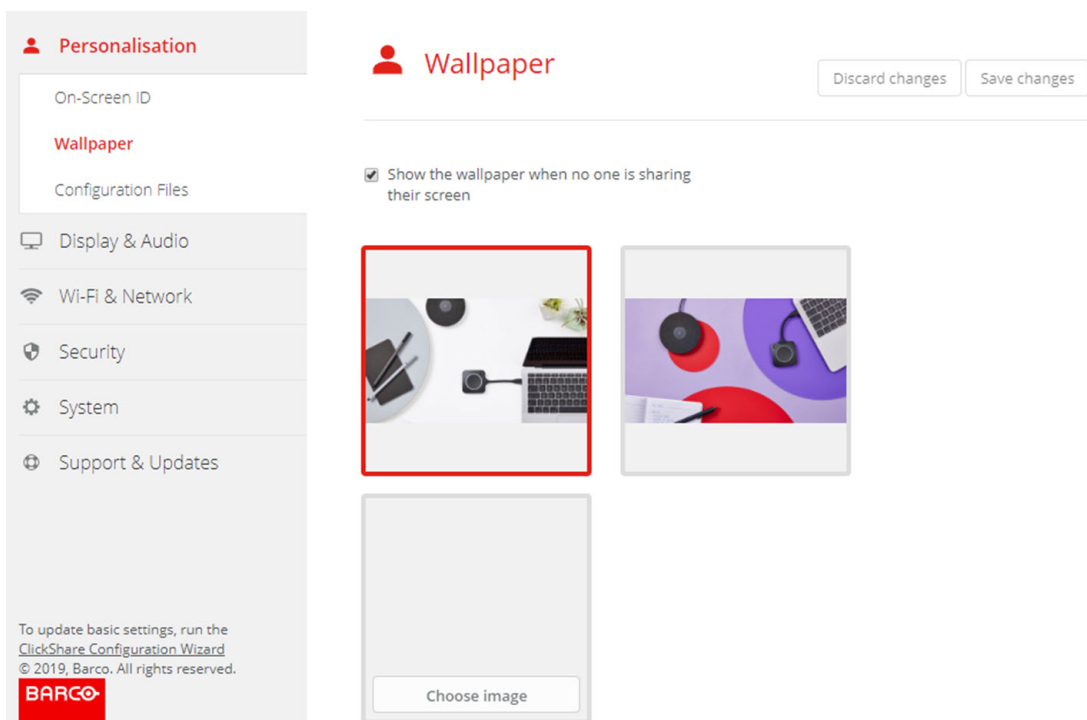 Personalisation
On-Screen ID
Wallpaper
Configuration Files
Display & Audio
Wi-Fi & Network
Security
System
Support & Updates
To update basic settings, run the
ClickShare Configuration Wizard
© 2019, Barco. All rights reserved.
BARCO
Wallpaper
Discard changes
Save changes
Show the wallpaper when no one is sharing
their screen
Choose image